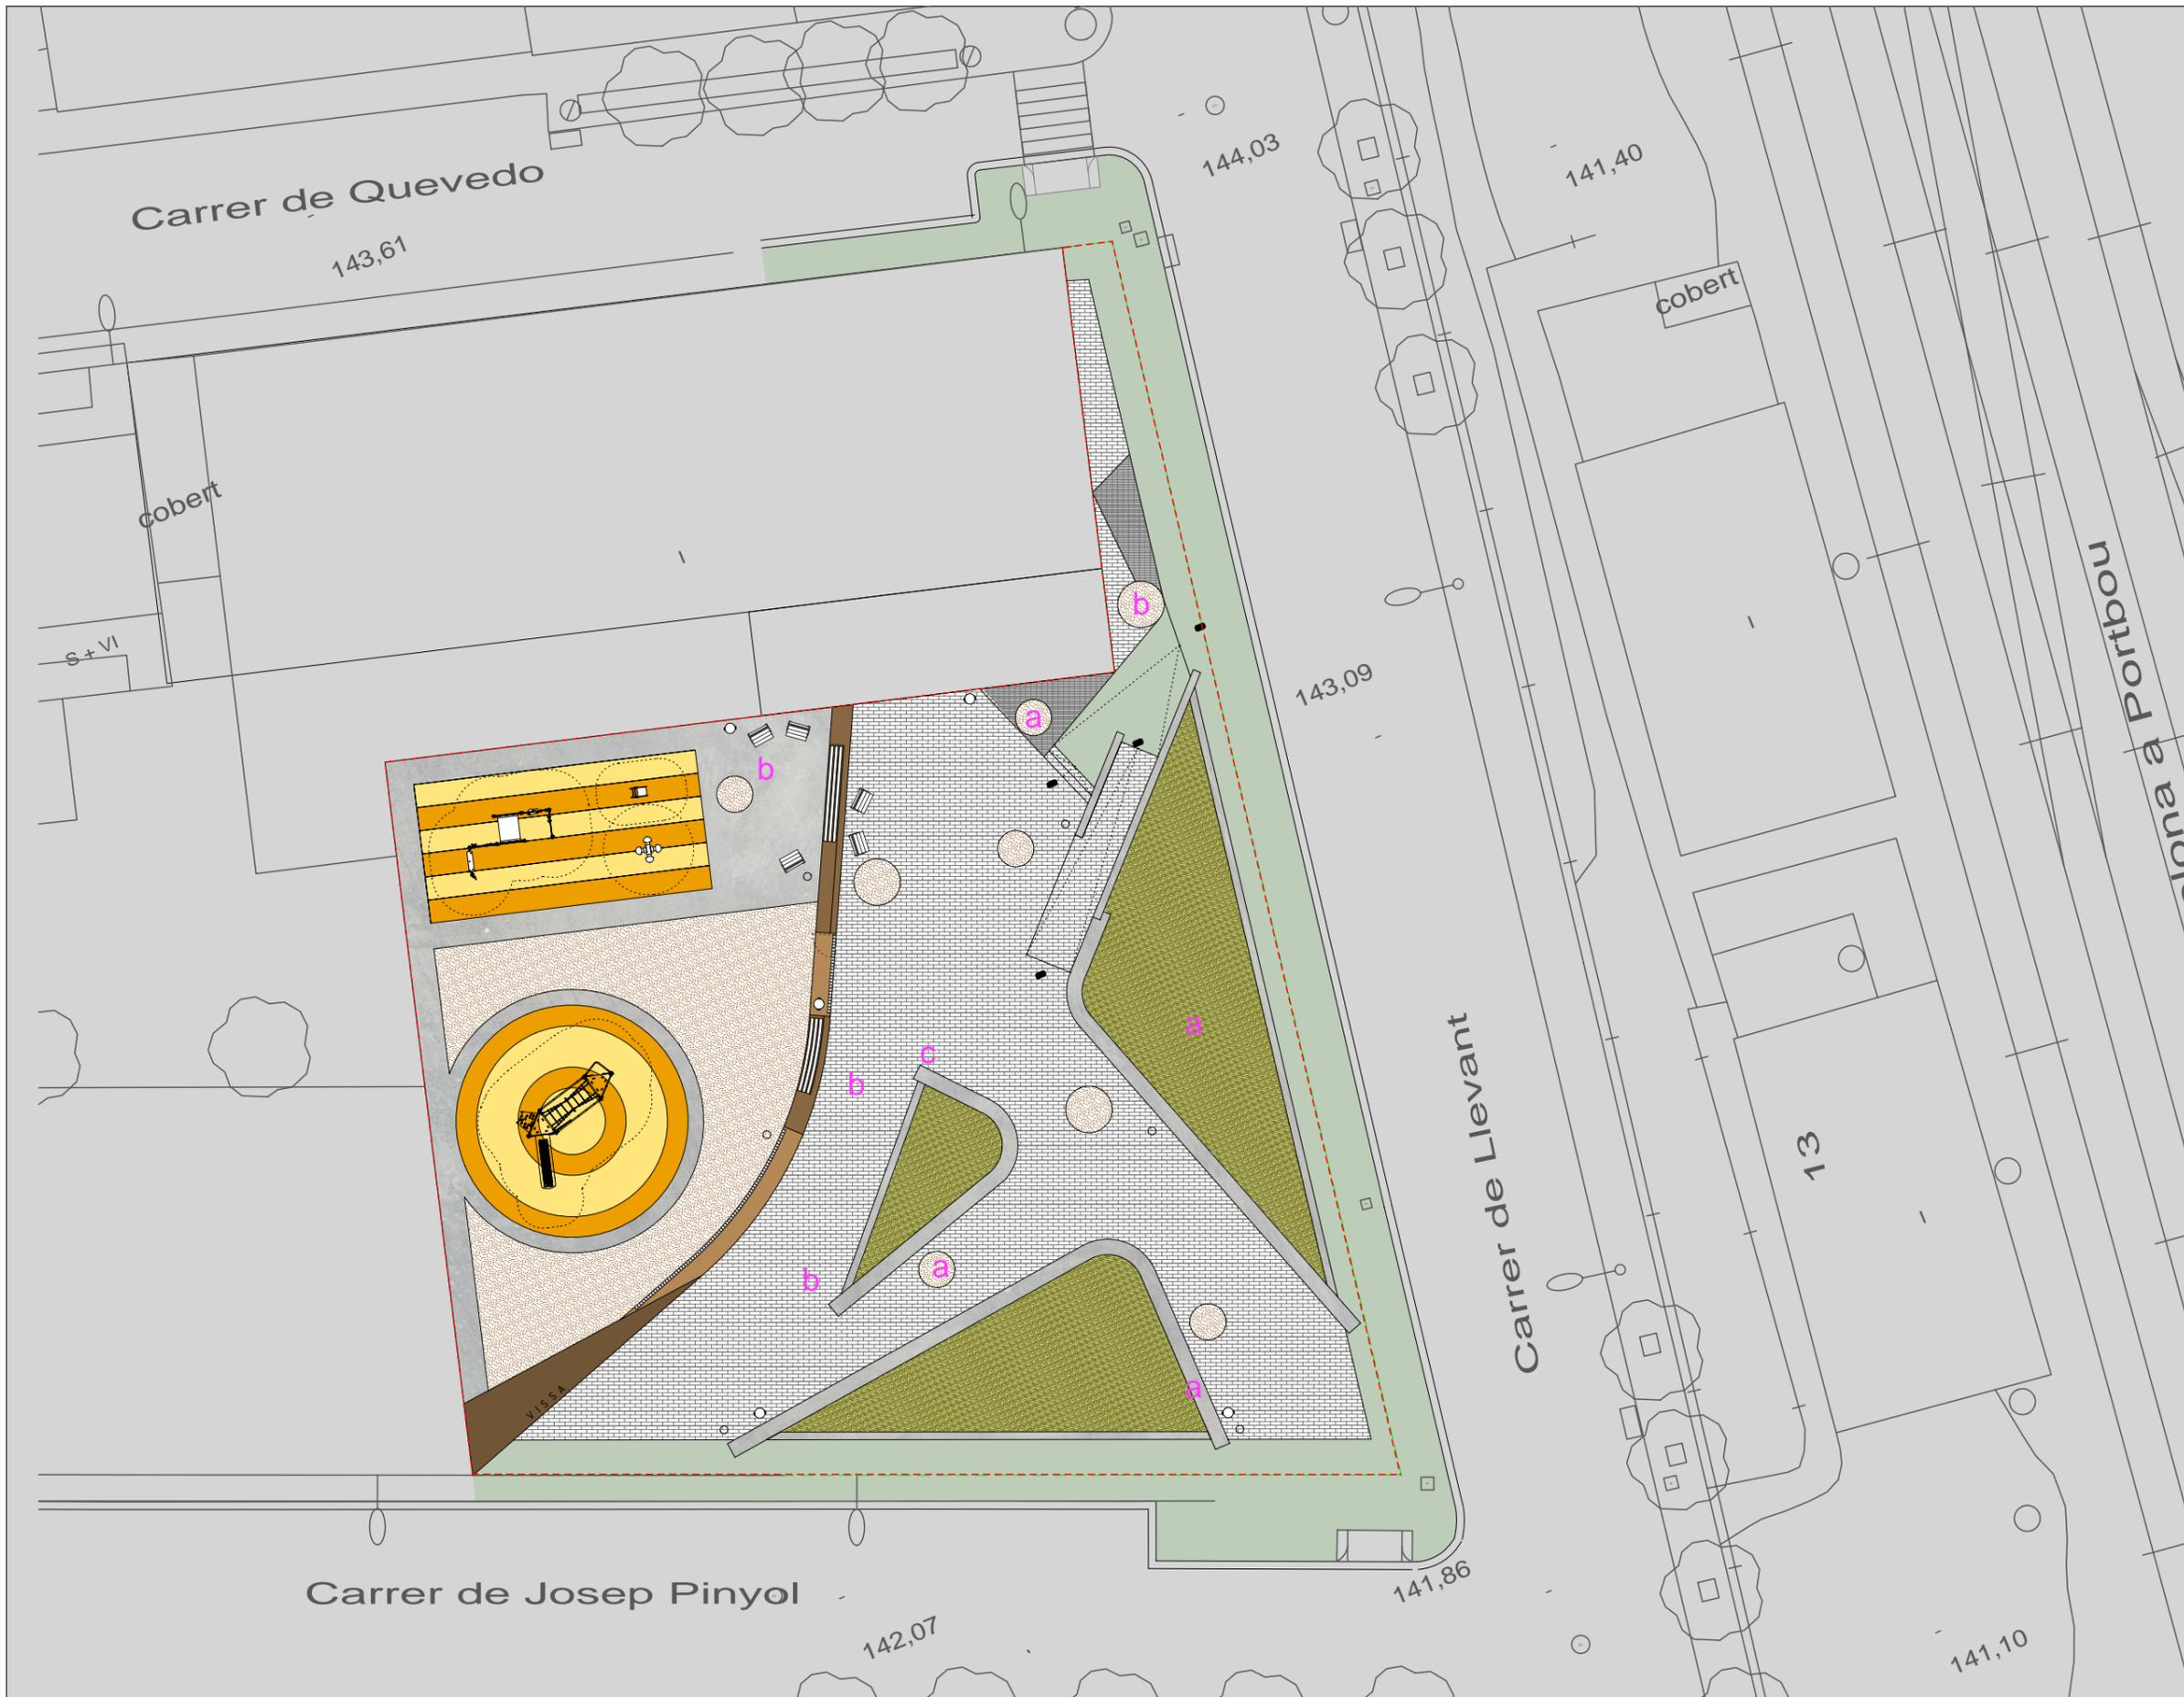 Carrer de Quevedo
143,61
144,03
141,40
cobert
cobert
S + VI
I
I
143,09
b
a
b
a
c
b
b
a
a
VISSA
Carrer de Llevant
13
I
a Portbou
Carrer de Josep Pinyol
142,07
141,86
141,10